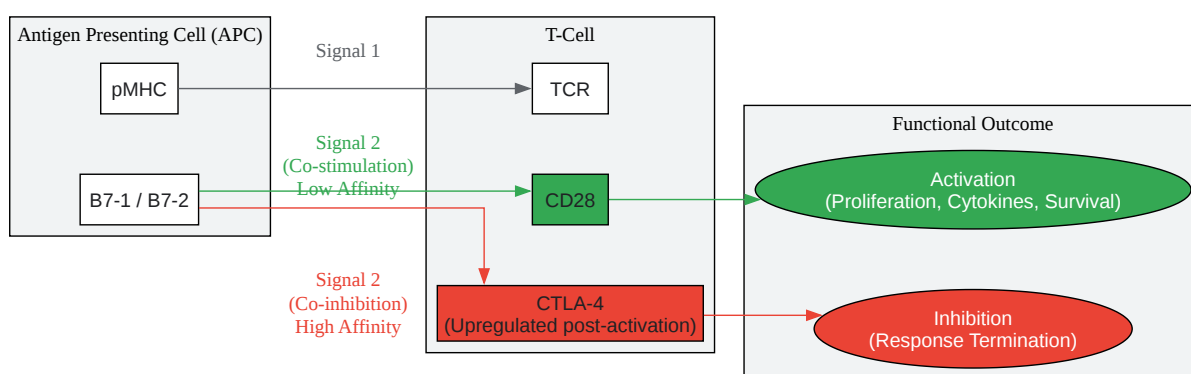 Antigen Presenting Cell (APC)
pMHC
B7-1 / B7-2
Signal 1
Signal 2
(Co-stimulation)
Low Affinity
Signal 2
(Co-inhibition)
High Affinity
T-Cell
TCR
CD28
CTLA-4
(Upregulated post-activation)
Functional Outcome
Activation
(Proliferation, Cytokines, Survival)
Inhibition
(Response Termination)